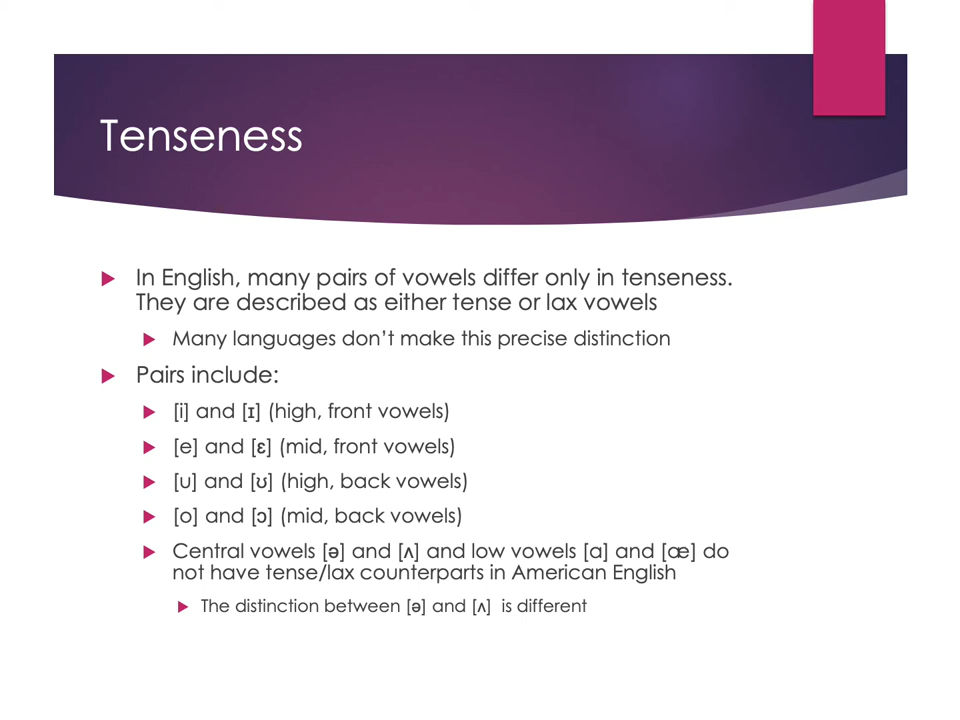 Tenseness
In English, many pairs of vowels differ only in tenseness.
They are described as either tense or lax vowels
Many languages don’t make this precise distinction
Pairs include:
[i] and [ɪ] (high, front vowels)
[e] and [ɛ] (mid, front vowels)
[u] and [ʊ] (high, back vowels)
[o] and [ɔ] (mid, back vowels)
Central vowels [ə] and [ʌ] and low vowels [ɑ] and [æ] do
not have tense/lax counterparts in American English
The distinction between [ə] and [ʌ] is different